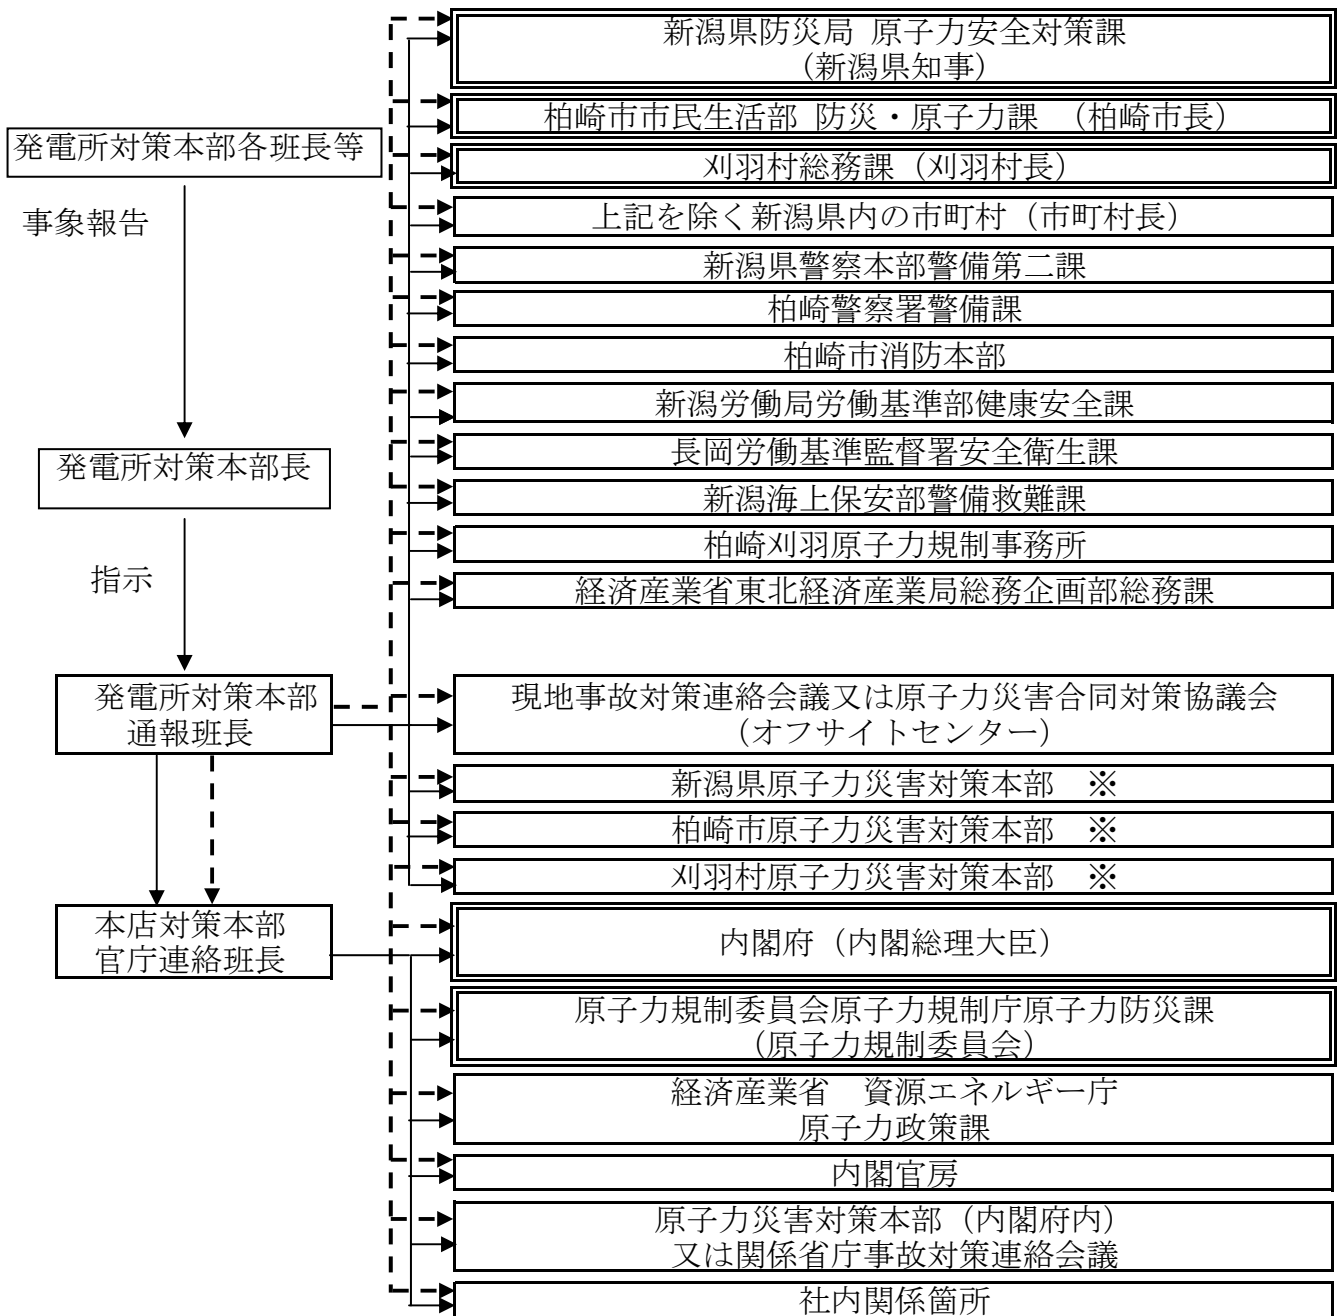 新潟県防災局 原子力安全対策課
(新潟県知事)
柏崎市市民生活部 防災・原子力課 (柏崎市長)
発電所対策本部各班長等
刈羽村総務課(刈羽村長)
事象報告
上記を除く新潟県内の市町村(市町村長)
新潟県警察本部警備第二課
柏崎警察署警備課
柏崎市消防本部
新潟労働局労働基準部健康安全課
長岡労働基準監督署安全衛生課
発電所対策本部長
新潟海上保安部警備救難課
柏崎刈羽原子力規制事務所
指示
経済産業省東北経済産業局総務企画部総務課
発電所対策本部
通報班長
現地事故対策連絡会議又は原子力災害合同対策協議会
(オフサイトセンター)
新潟県原子力災害対策本部 ※
柏崎市原子力災害対策本部 ※
刈羽村原子力災害対策本部 ※
本店対策本部
官庁連絡班長
内閣府(内閣総理大臣)
原子力規制委員会原子力規制庁原子力防災課
(原子力規制委員会)
経済産業省 資源エネルギー庁
原子力政策課
内閣官房
原子力災害対策本部(内閣府内)
又は関係省庁事故対策連絡会議
社内関係箇所